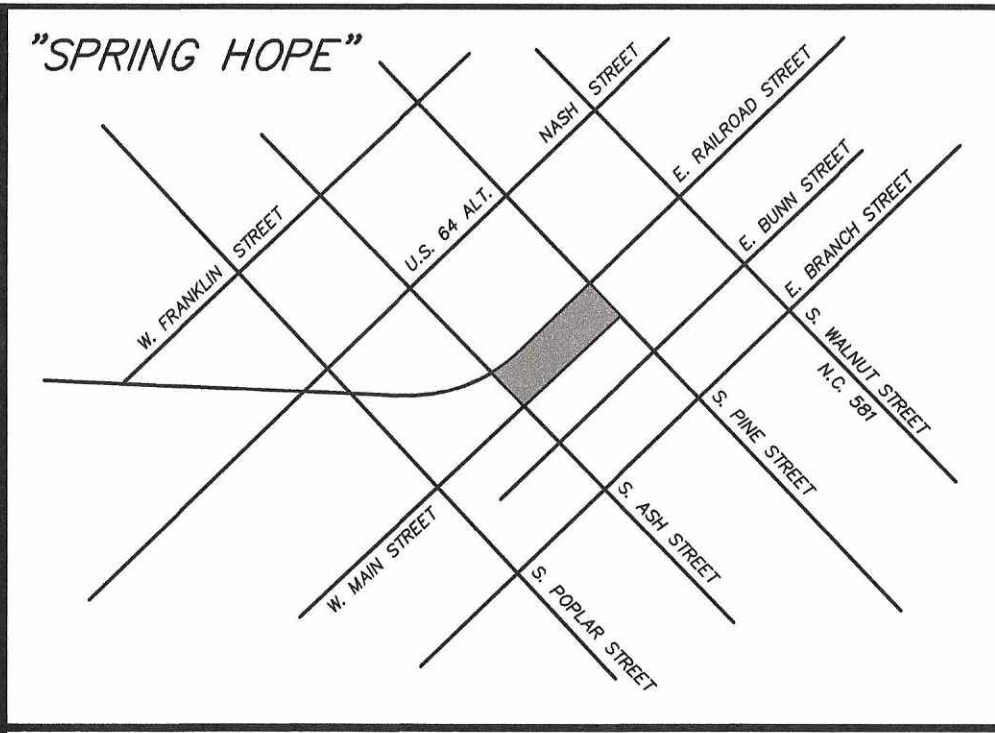 "SPRING HOPE"
NASH STREET
E. RAILROAD STREET
U.S. 64 ALT.
E. BUNN STREET
W. FRANKLIN STREET
E. BRANCH STREET
S. WALNUT STREET
N.C. 581
S. PINE STREET
S. ASH STREET
W. MAIN STREET
S. POPLAR STREET